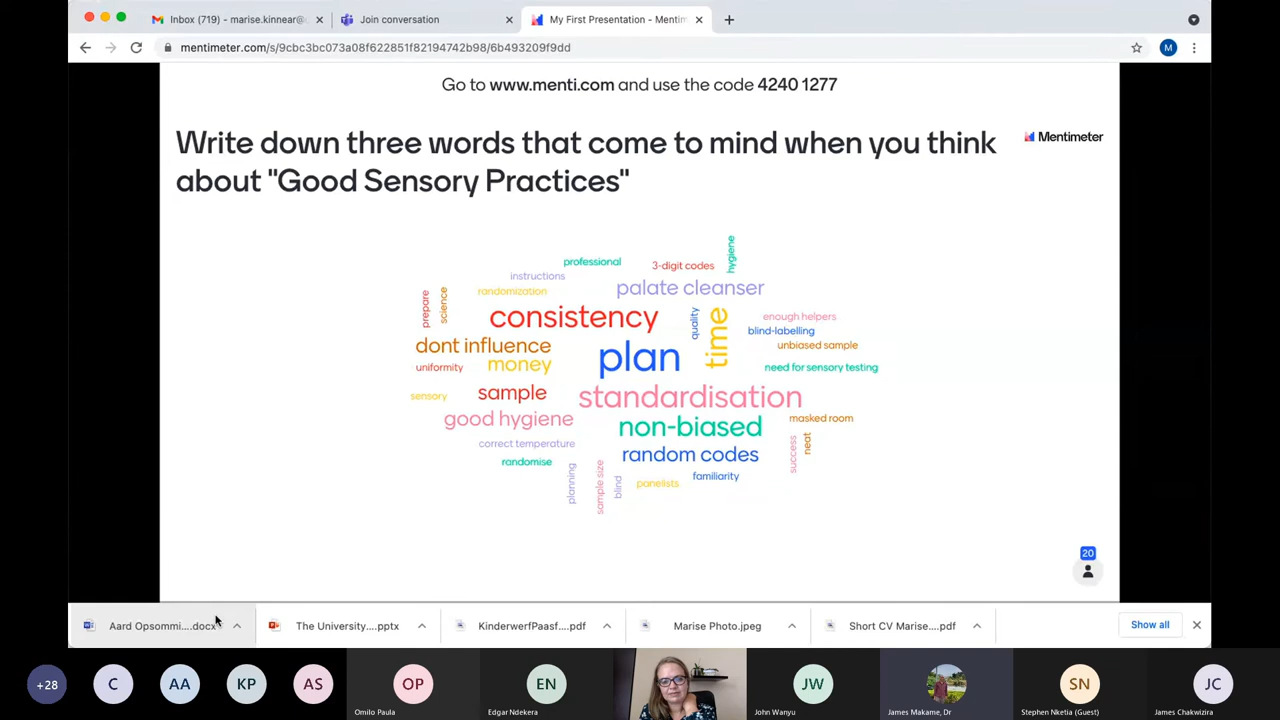 Inbox (719) - marise.kinnear@
Join conversation
My First Presentation - Mentim
mentimeter.com/s/9cbc3bc073a08f622851f82194742b98/6b493209f9dd
M
Go to www.menti.com and use the code 4240 1277
Write down three words that come to mind when you think
about "Good Sensory Practices"
Mentimeter
professional
3-digit codes
hygiene
instructions
palate cleanser
randomization
prepare
science
consistency
quality
time
enough helpers
blind-labelling
dont influence
unbiased sample
plan
money
uniformity
need for sensory testing
sample
sensory
standardisation
good hygiene
non-biased
masked room
correct temperature
random codes
success
neat
randomise
planning
sample size
blind
panelists
familiarity
20
Aard Opsommi....docx
The University....pptx
KinderwerfPaasf....pdf
Marise Photo.jpeg
Short CV Marise....pdf
Show all
+28
C
AA
KP
AS
OP
Omilo Paula
EN
Edgar Ndekera
JW
John Wanyu
James Makame, Dr
SN
Stephen Nketia (Guest)
JC
James Chakwizira